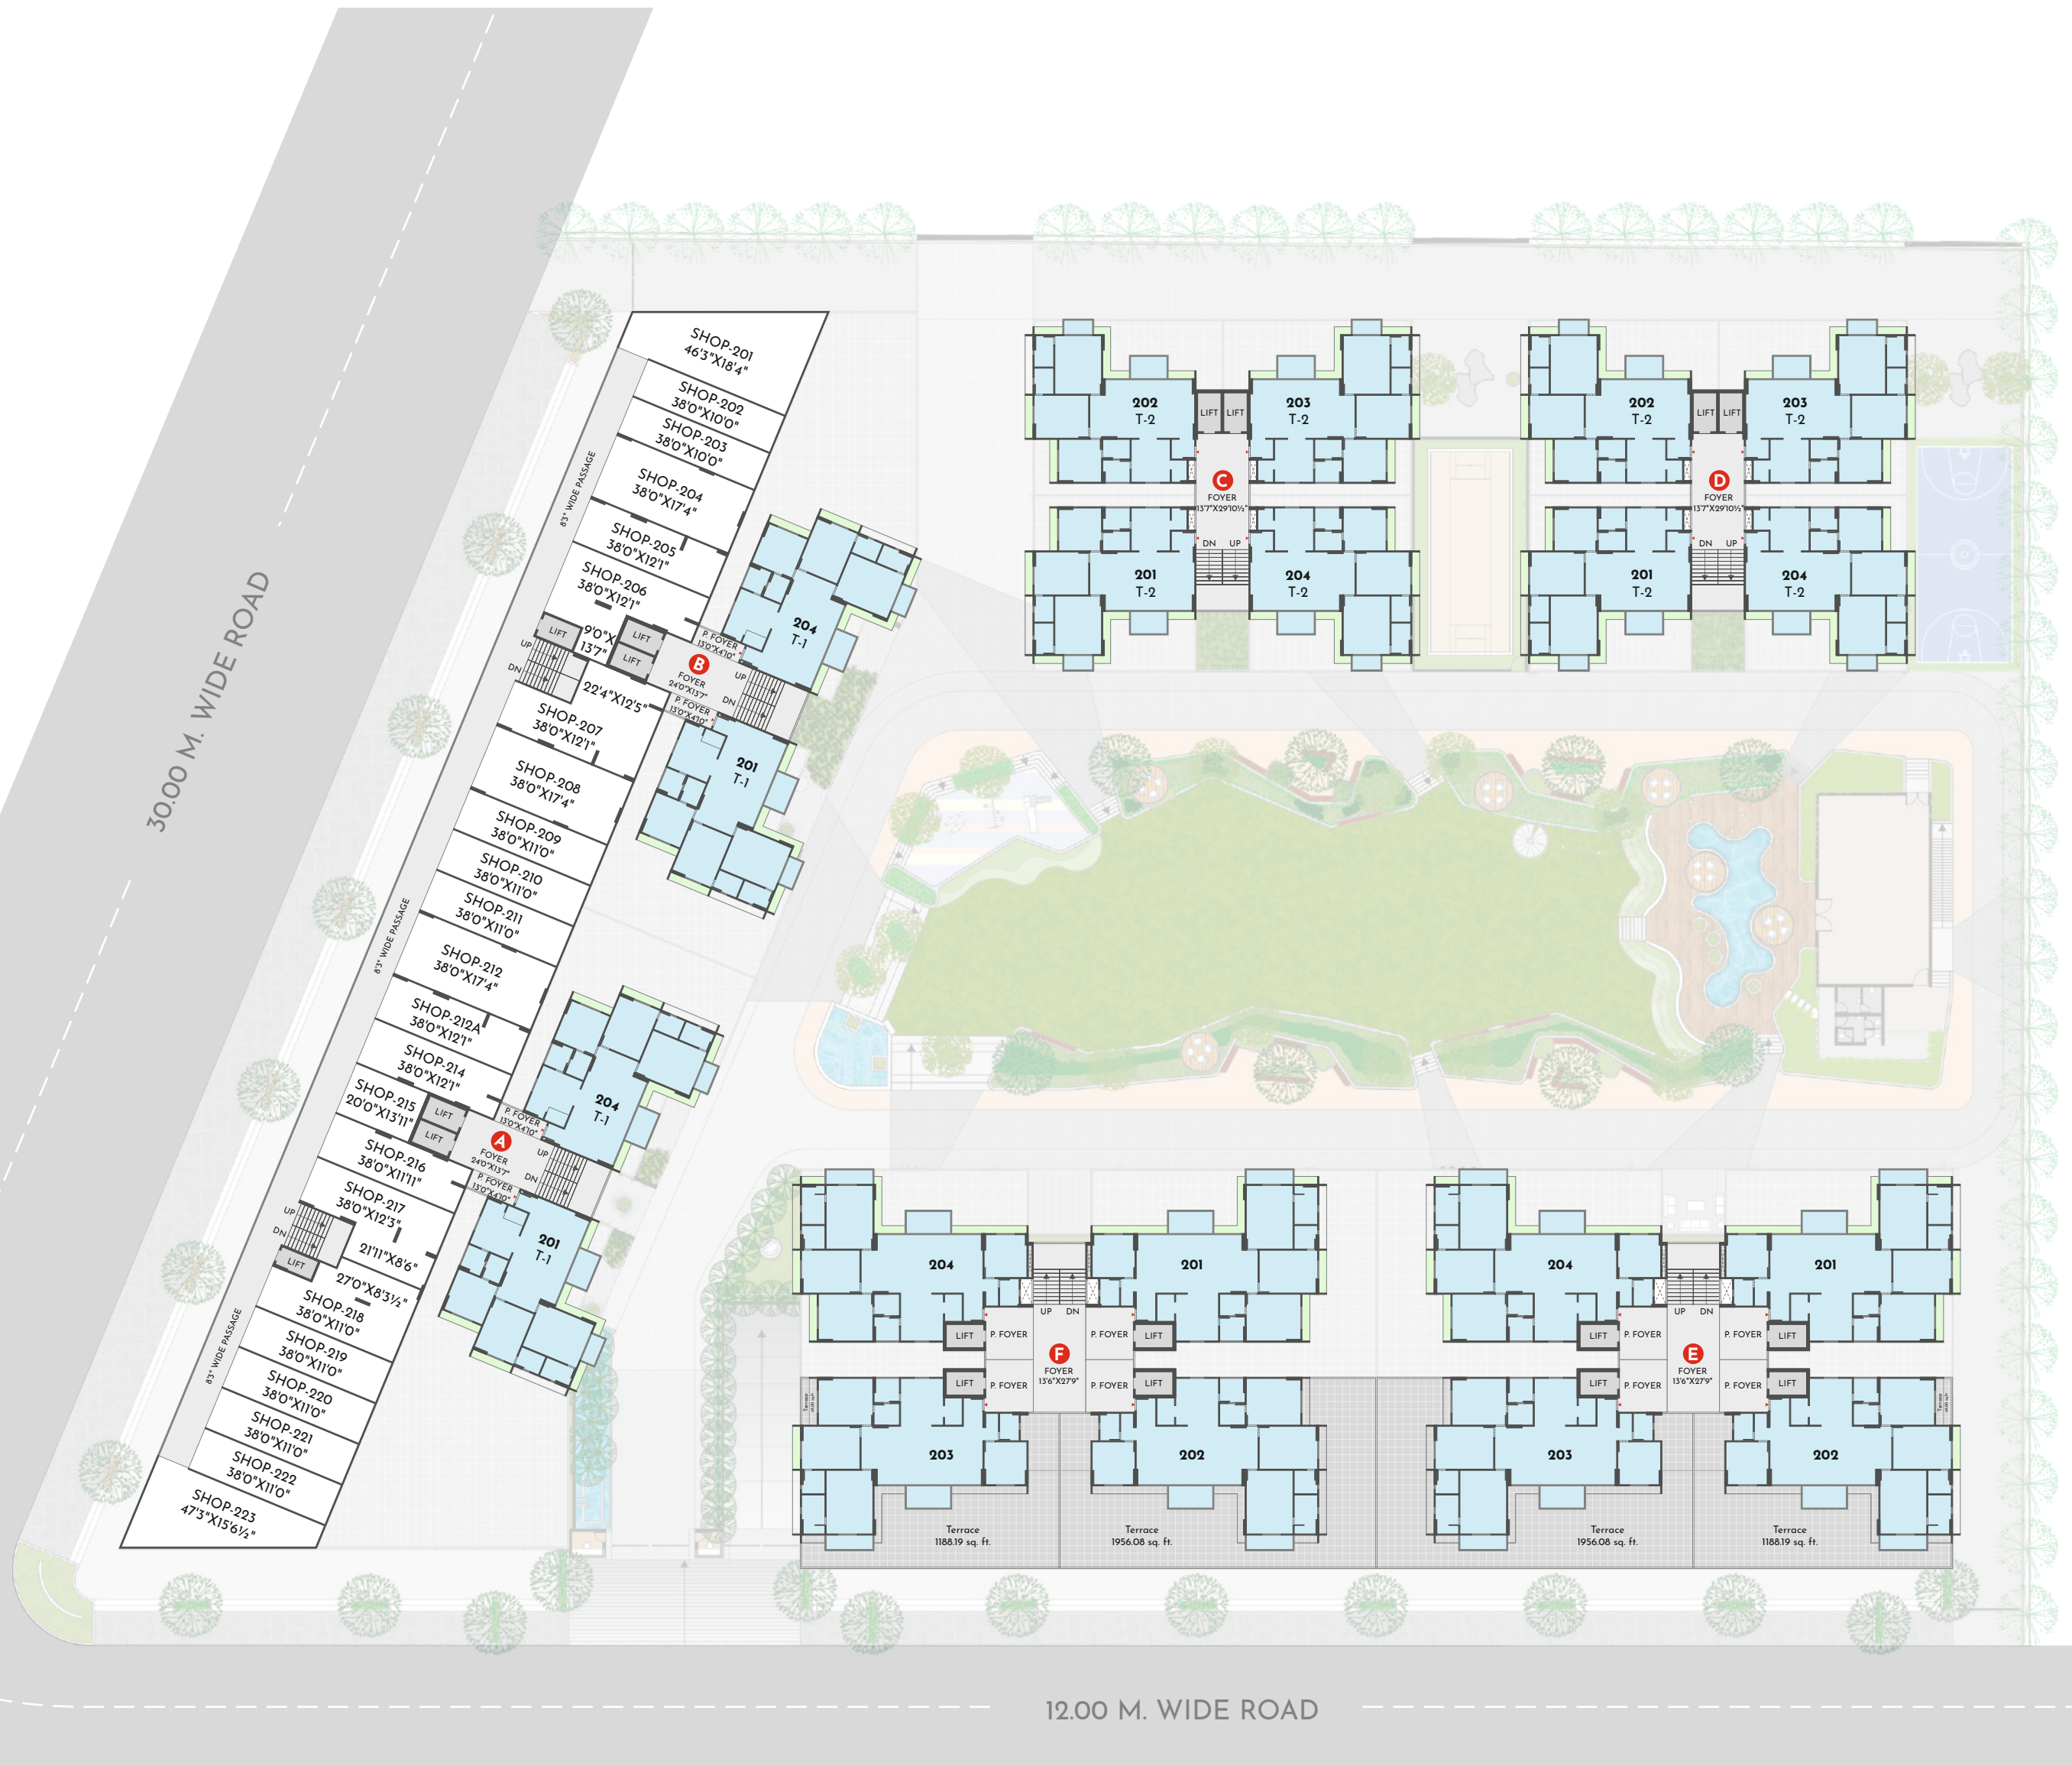 30.00 M. WIDE ROAD
SHOP-201
46'3"X18'4"
SHOP-202
38'0"X10'0"
SHOP-203
38'0"X10'0"
SHOP-204
38'0"X17'4"
SHOP-205
38'0"X12'1"
SHOP-206
38'0"X12'1"
8'3" WIDE PASSAGE
LIFT
9'0"X
13'7"
LIFT
LIFT
UP
DN
22'4"X12'5"
P. FOYER
13'0"X4'10"
B
FOYER
24'0"X13'7"
UP
DN
P. FOYER
13'0"X4'10"
204
T-1
201
T-1
SHOP-207
38'0"X12'1"
SHOP-208
38'0"X17'4"
SHOP-209
38'0"X11'0"
SHOP-210
38'0"X11'0"
SHOP-211
38'0"X11'0"
SHOP-212
38'0"X17'4"
8'3" WIDE PASSAGE
SHOP-212A
38'0"X12'1"
SHOP-214
38'0"X12'1"
SHOP-215
20'0"X13'11"
LIFT
LIFT
P. FOYER
13'0"X4'10"
A
FOYER
24'0"X13'7"
UP
DN
P. FOYER
13'0"X4'10"
204
T-1
201
T-1
SHOP-216
38'0"X11'11"
SHOP-217
38'0"X12'3"
UP
DN
LIFT
21'11"X8'6"
27'0"X8'3½"
SHOP-218
38'0"X11'0"
SHOP-219
38'0"X11'0"
SHOP-220
38'0"X11'0"
SHOP-221
38'0"X11'0"
SHOP-222
38'0"X11'0"
SHOP-223
47'3"X15'6½"
8'3" WIDE PASSAGE
202
T-2
LIFT
LIFT
203
T-2
C
FOYER
13'7"X29'10½"
DN
UP
201
T-2
204
T-2
202
T-2
LIFT
LIFT
203
T-2
D
FOYER
13'7"X29'10½"
DN
UP
201
T-2
204
T-2
204
201
UP
DN
LIFT
P. FOYER
P. FOYER
LIFT
F
FOYER
13'6"X27'9"
LIFT
P. FOYER
P. FOYER
LIFT
Terrace
203
202
Terrace
1188.19 sq. ft.
Terrace
1956.08 sq. ft.
204
201
UP
DN
LIFT
P. FOYER
P. FOYER
LIFT
E
FOYER
13'6"X27'9"
LIFT
P. FOYER
P. FOYER
LIFT
Terrace
203
202
Terrace
1956.08 sq. ft.
Terrace
1188.19 sq. ft.
12.00 M. WIDE ROAD